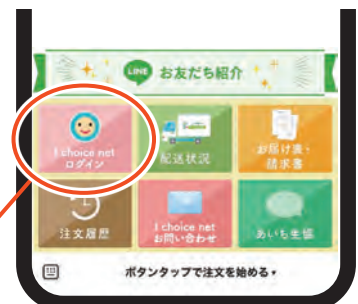 LINE お友だち紹介
I choice net
ログイン
配送状況
お届け表・
請求書
注文履歴
I choice net
お問い合わせ
あいち生協
ボタンタップで注文を始める▾